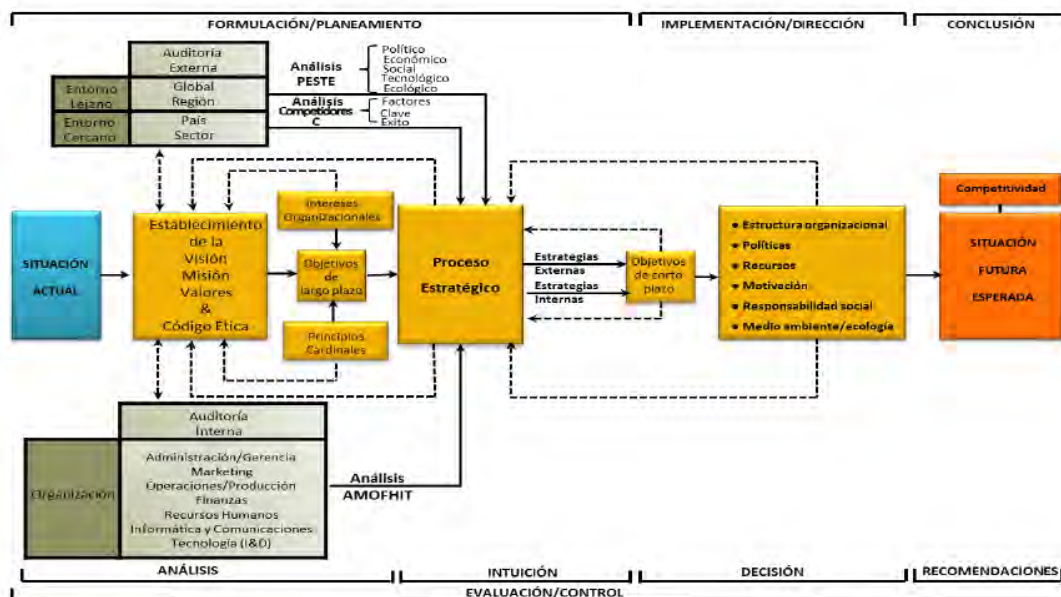 FORMULACIÓN/PLANEAMIENTO
IMPLEMENTACIÓN/DIRECCIÓN
CONCLUSIÓN
Auditoría
Externa
Entorno
Lejano
Global
Región
Entorno
Cercano
País
Sector
Análisis
PESTE
Político
Económico
Social
Tecnológico
Ecológico
Análisis
Competidores
C
Factores
Clave
Éxito
SITUACIÓN
ACTUAL
Establecimiento
de la
Visión
Misión
Valores
&
Código Etica
Intereses
Organizacionales
Objetivos
de
largo plazo
Principios
Cardinales
Proceso
Estratégico
Estrategias
Externas
Estrategias
Internas
Objetivos
de corto
plazo
• Estructura organizacional
• Políticas
• Recursos
• Motivación
• Responsabilidad social
• Medio ambiente/ecología
Competitividad
SITUACIÓN
FUTURA
ESPERADA
Auditoría
Interna
Organización
Administración/Gerencia
Marketing
Operaciones/Producción
Finanzas
Recursos Humanos
Informática y Comunicaciones
Tecnología (I&D)
Análisis
AMOFHIT
ANÁLISIS
INTUICIÓN
DECISIÓN
RECOMENDACIONES
EVALUACIÓN/CONTROL